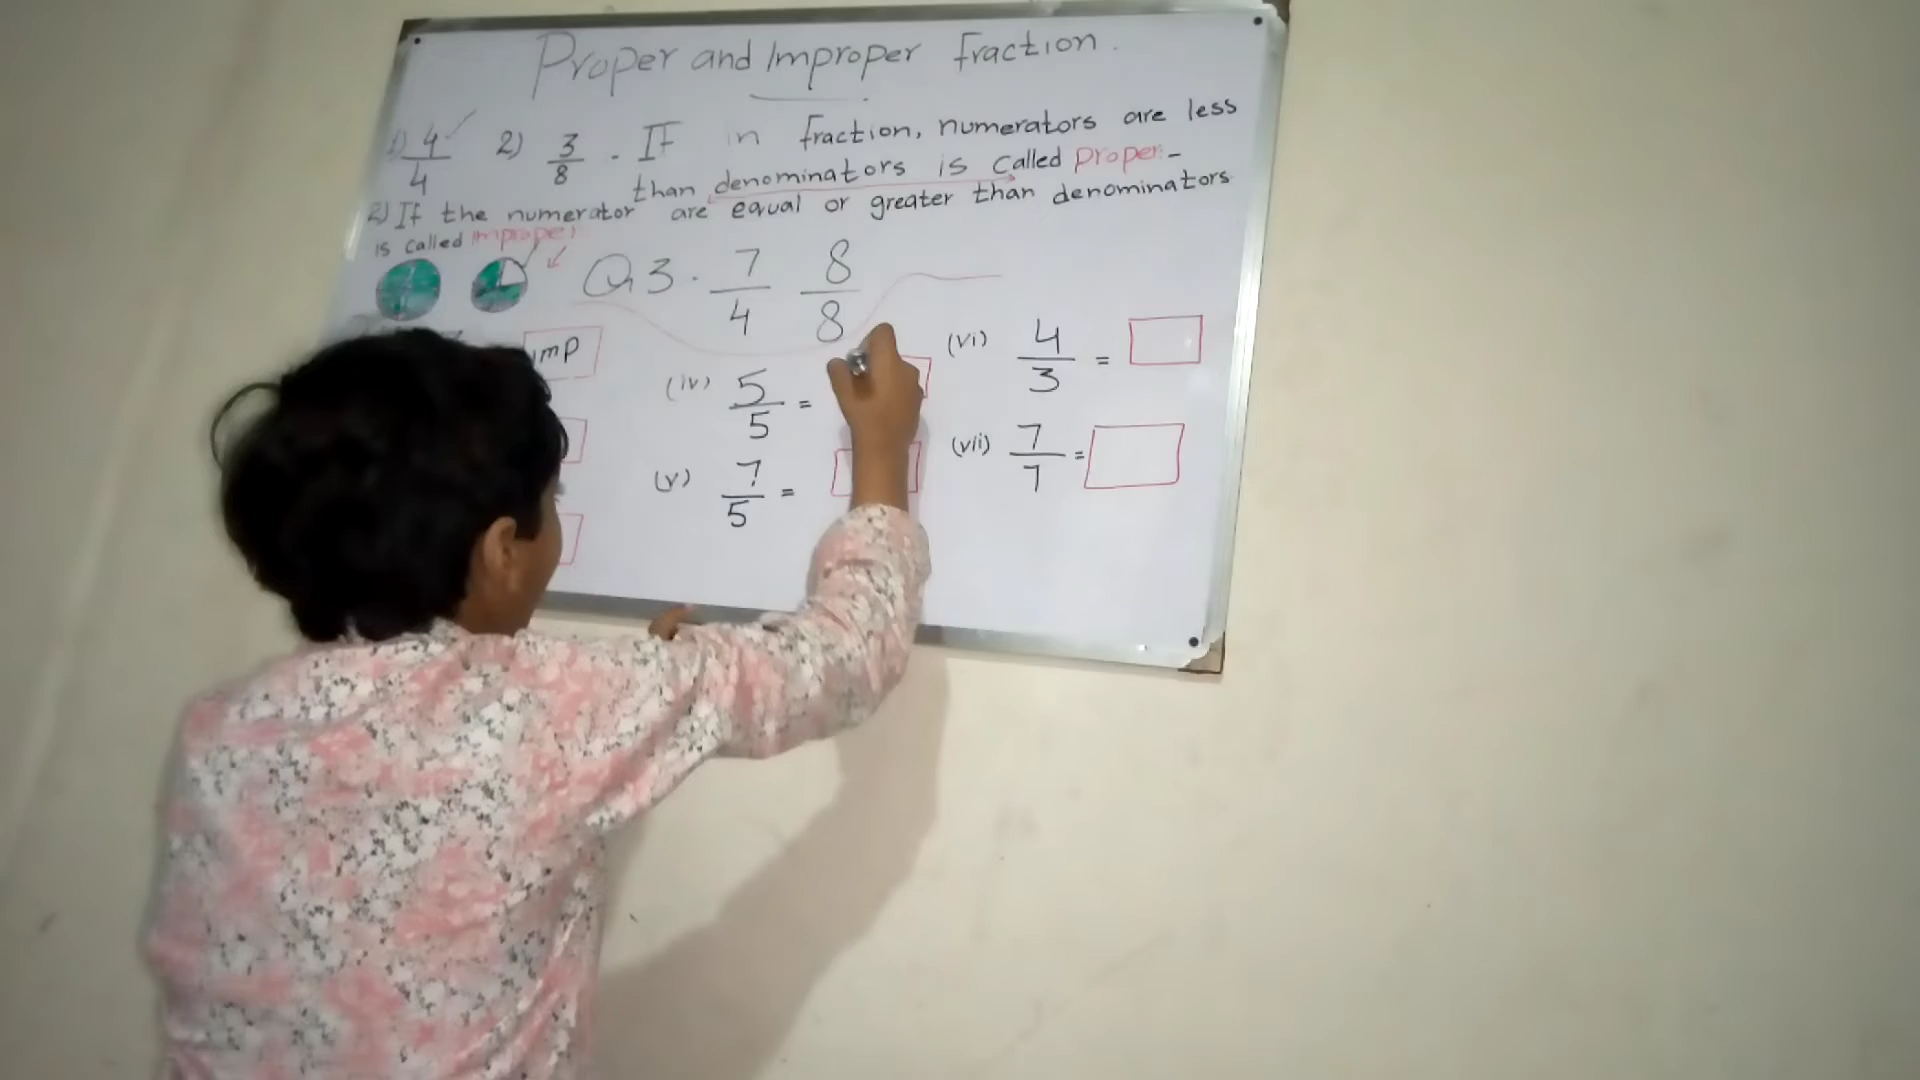 Proper and Improper fraction.
1) 4/4 2) 3/8 - If in fraction, numerators are less
than denominators is called proper -
2) If the numerator are equal or greater than denominators
is called improper
Q3. 7/4 8/8
imp
(iv) 5/5 =
(v) 7/5 =
(vi) 4/3 =
(vii) 7/7 =